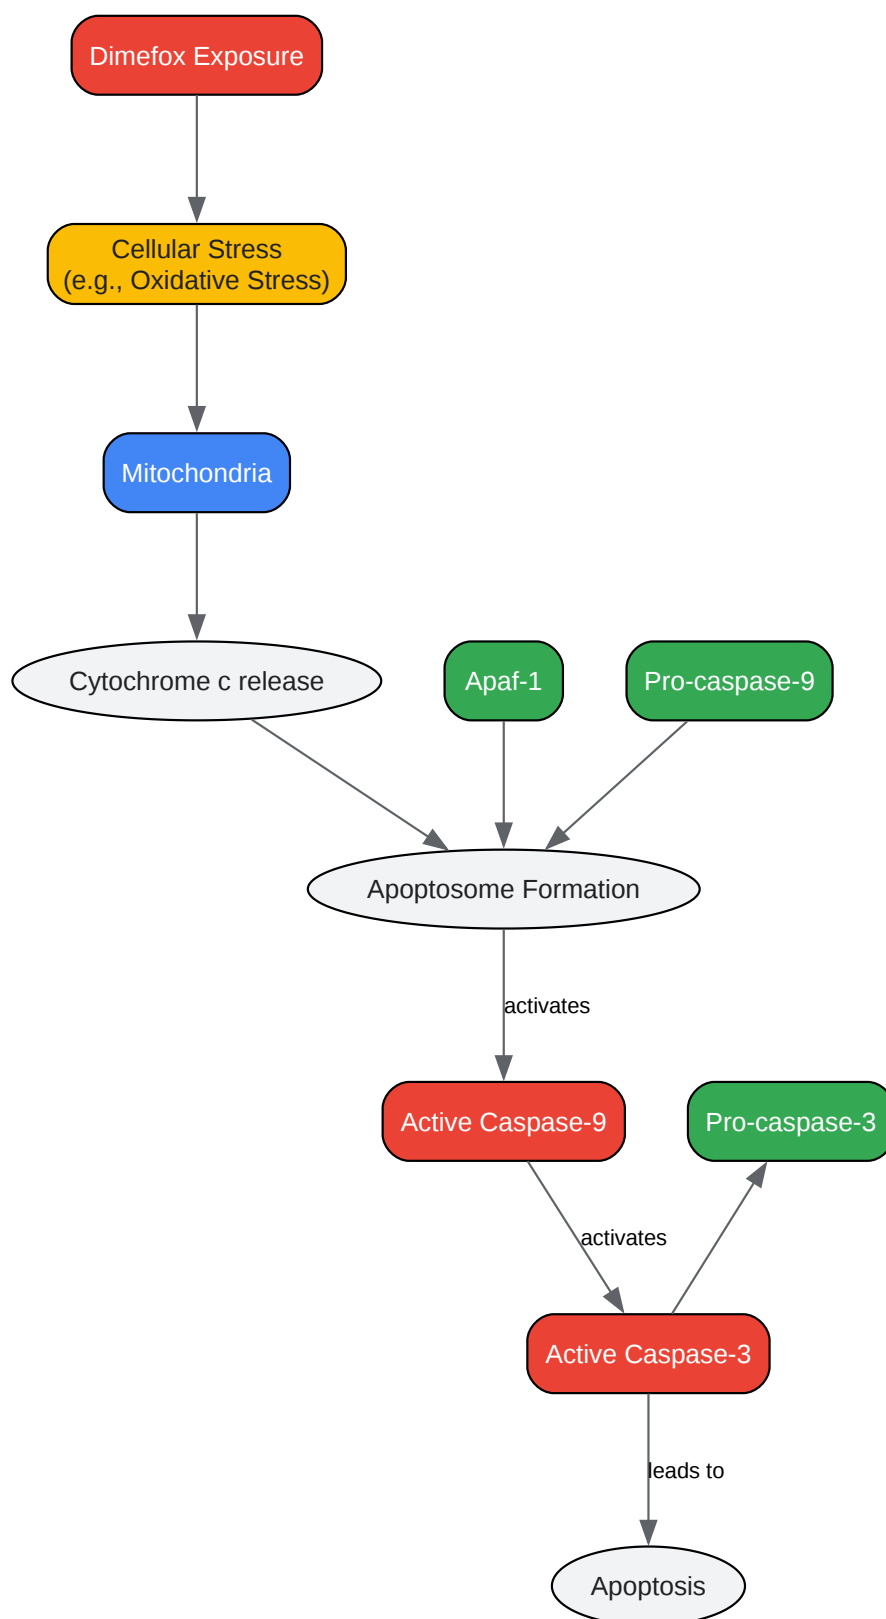 Dimefox Exposure
Cellular Stress
(e.g., Oxidative Stress)
Mitochondria
Cytochrome c release
Apaf-1
Pro-caspase-9
Apoptosome Formation
activates
Active Caspase-9
Pro-caspase-3
activates
Active Caspase-3
leads to
Apoptosis